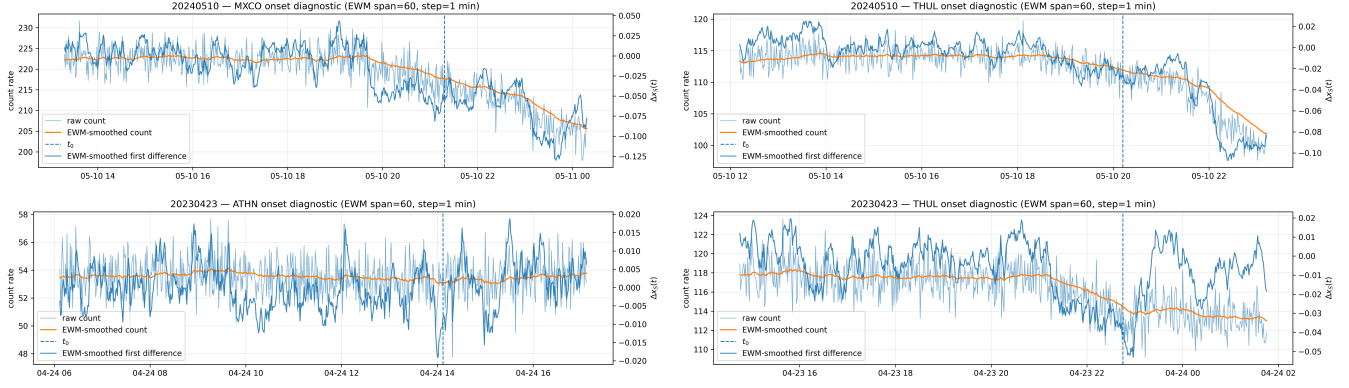 20240510 — MXCO onset diagnostic (EWM span=60, step=1 min)
count rate
230
225
220
215
210
205
200
0.050
0.025
0.000
−0.025
−0.050
−0.075
−0.100
−0.125
Δxₛ(t)
raw count
EWM-smoothed count
t₀
EWM-smoothed first difference
05-10 14
05-10 16
05-10 18
05-10 20
05-10 22
05-11 00
20240510 — THUL onset diagnostic (EWM span=60, step=1 min)
count rate
120
115
110
105
100
0.02
0.00
−0.02
−0.04
−0.06
−0.08
−0.10
Δxₛ(t)
raw count
EWM-smoothed count
t₀
EWM-smoothed first difference
05-10 12
05-10 14
05-10 16
05-10 18
05-10 20
05-10 22
20230423 — ATHN onset diagnostic (EWM span=60, step=1 min)
count rate
58
56
54
52
50
48
0.020
0.015
0.010
0.005
0.000
−0.005
−0.010
−0.015
−0.020
Δxₛ(t)
raw count
EWM-smoothed count
t₀
EWM-smoothed first difference
04-24 06
04-24 08
04-24 10
04-24 12
04-24 14
04-24 16
20230423 — THUL onset diagnostic (EWM span=60, step=1 min)
count rate
124
122
120
118
116
114
112
110
0.02
0.01
0.00
−0.01
−0.02
−0.03
−0.04
−0.05
Δxₛ(t)
raw count
EWM-smoothed count
t₀
EWM-smoothed first difference
04-23 16
04-23 18
04-23 20
04-23 22
04-24 00
04-24 02